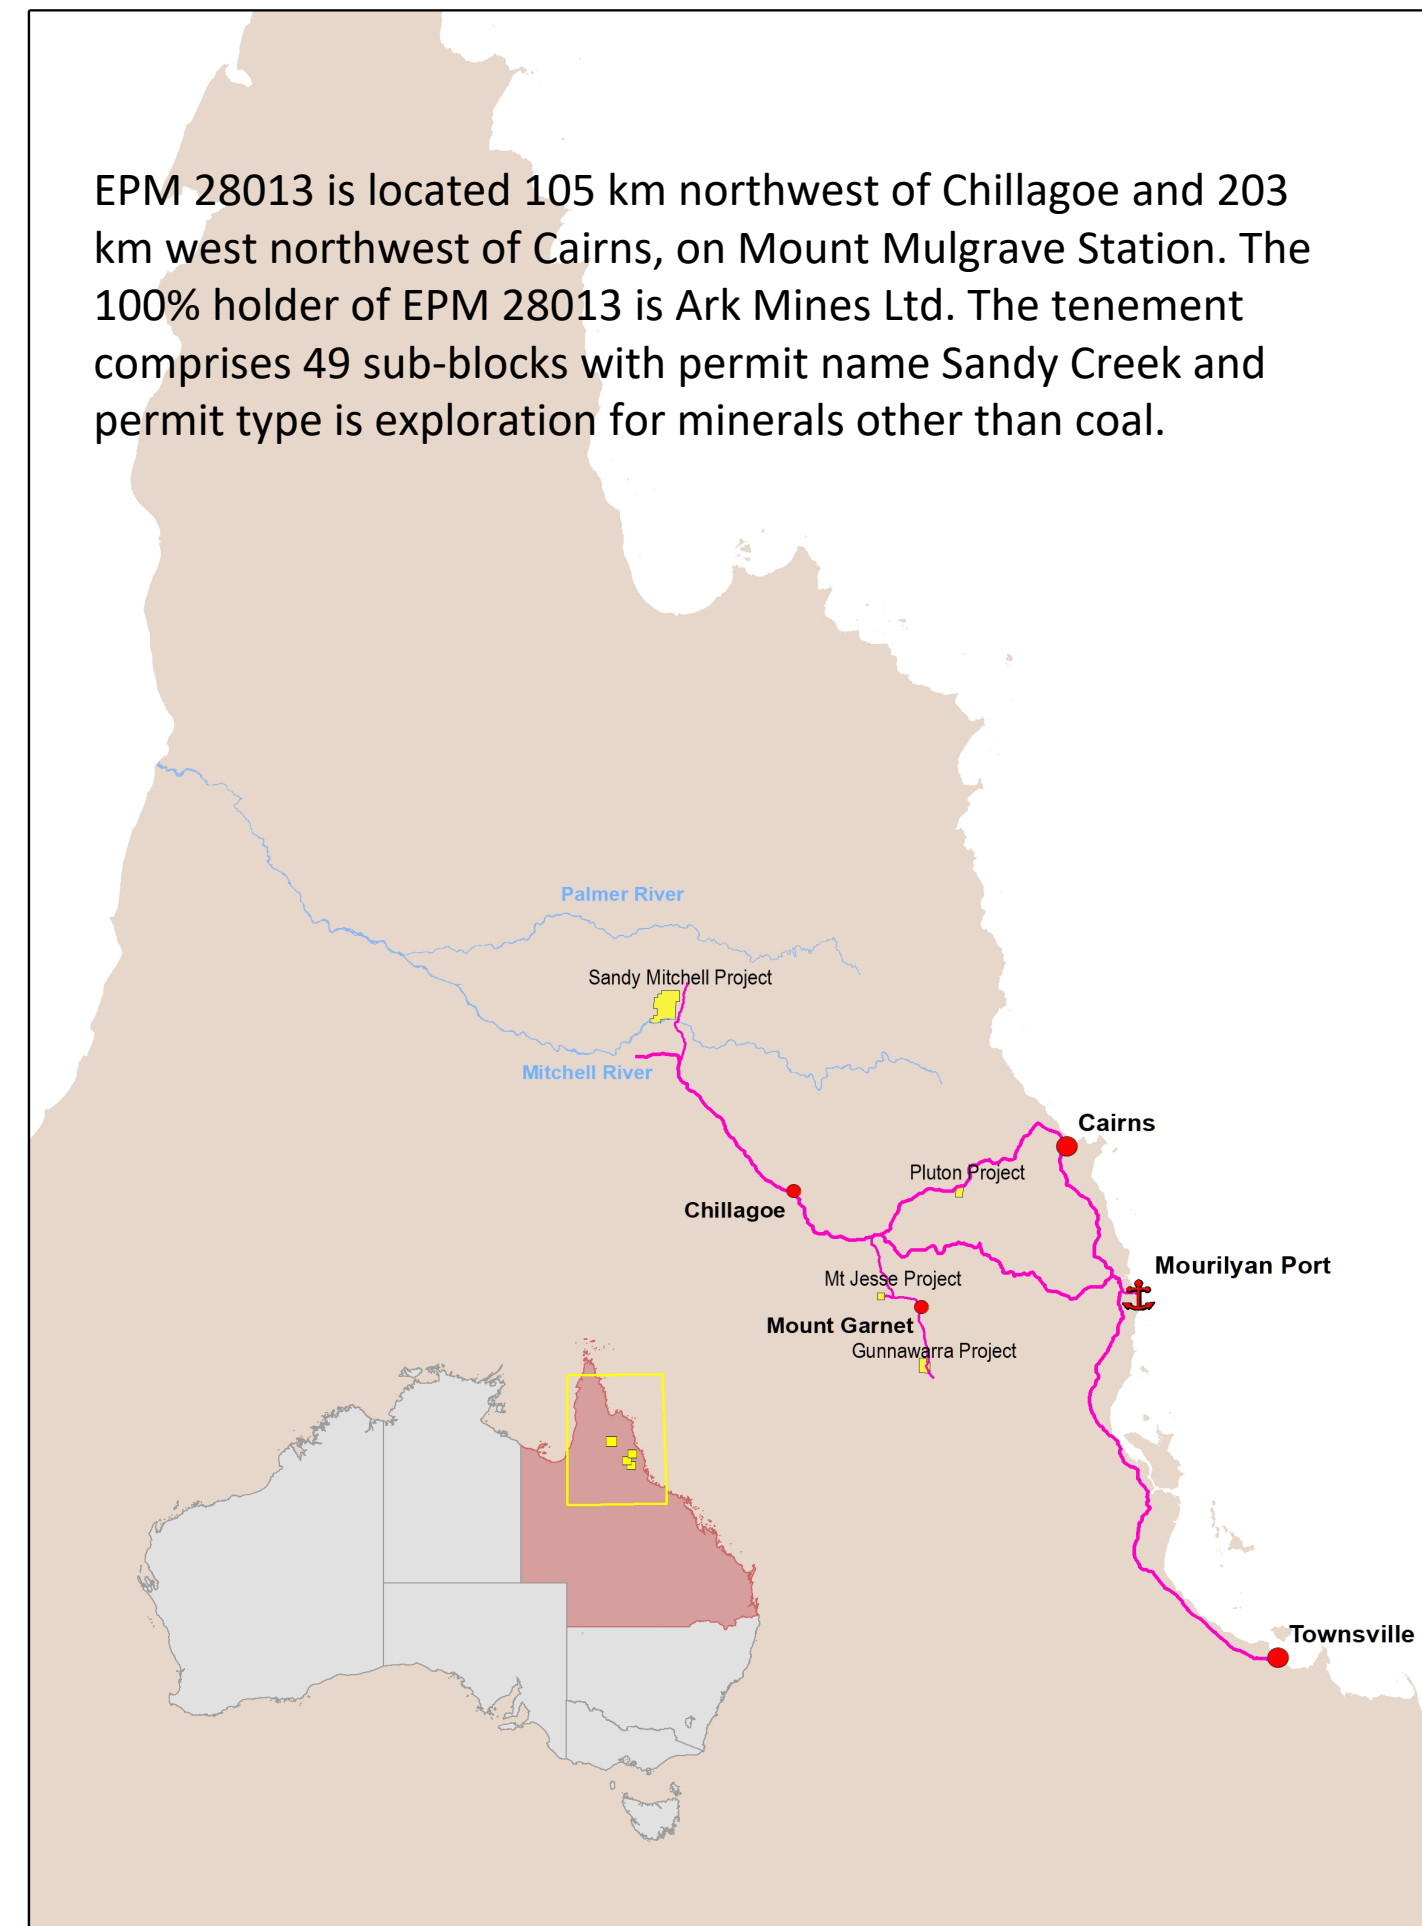 EPM 28013 is located 105 km northwest of Chillagoe and 203
km west northwest of Cairns, on Mount Mulgrave Station. The
100% holder of EPM 28013 is Ark Mines Ltd. The tenement
comprises 49 sub-blocks with permit name Sandy Creek and
permit type is exploration for minerals other than coal.
Palmer River
Sandy Mitchell Project
Mitchell River
Cairns
Pluton Project
Chillagoe
Mourilyan Port
Mt Jesse Project
Mount Garnet
Gunnawarra Project
Townsville